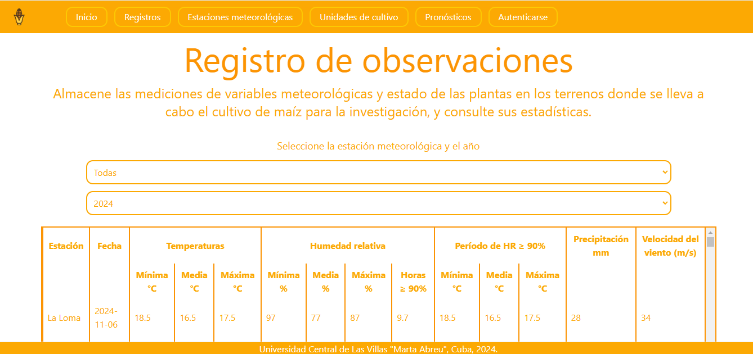 Inicio Registros Estaciones meteorológicas Unidades de cultivo Pronósticos Autenticarse
Registro de observaciones
Almacene las mediciones de variables meteorológicas y estado de las plantas en los terrenos donde se lleva a
cabo el cultivo de maíz para la investigación, y consulte sus estadísticas.
Seleccione la estación meteorológica y el año
Todas
2024
Estación Fecha Temperaturas Humedad relativa Período de HR ≥ 90% Precipitación Velocidad del
mm viento (m/s)
Mínima Media Máxima Mínima Media Máxima Horas Mínima Media Máxima
°C °C °C % % % ≥ 90% °C °C °C
La Loma 2024-11-06 18.5 16.5 17.5 97 77 87 9.7 18.5 16.5 17.5 28 34
Universidad Central de Las Villas "Marta Abreu", Cuba, 2024.